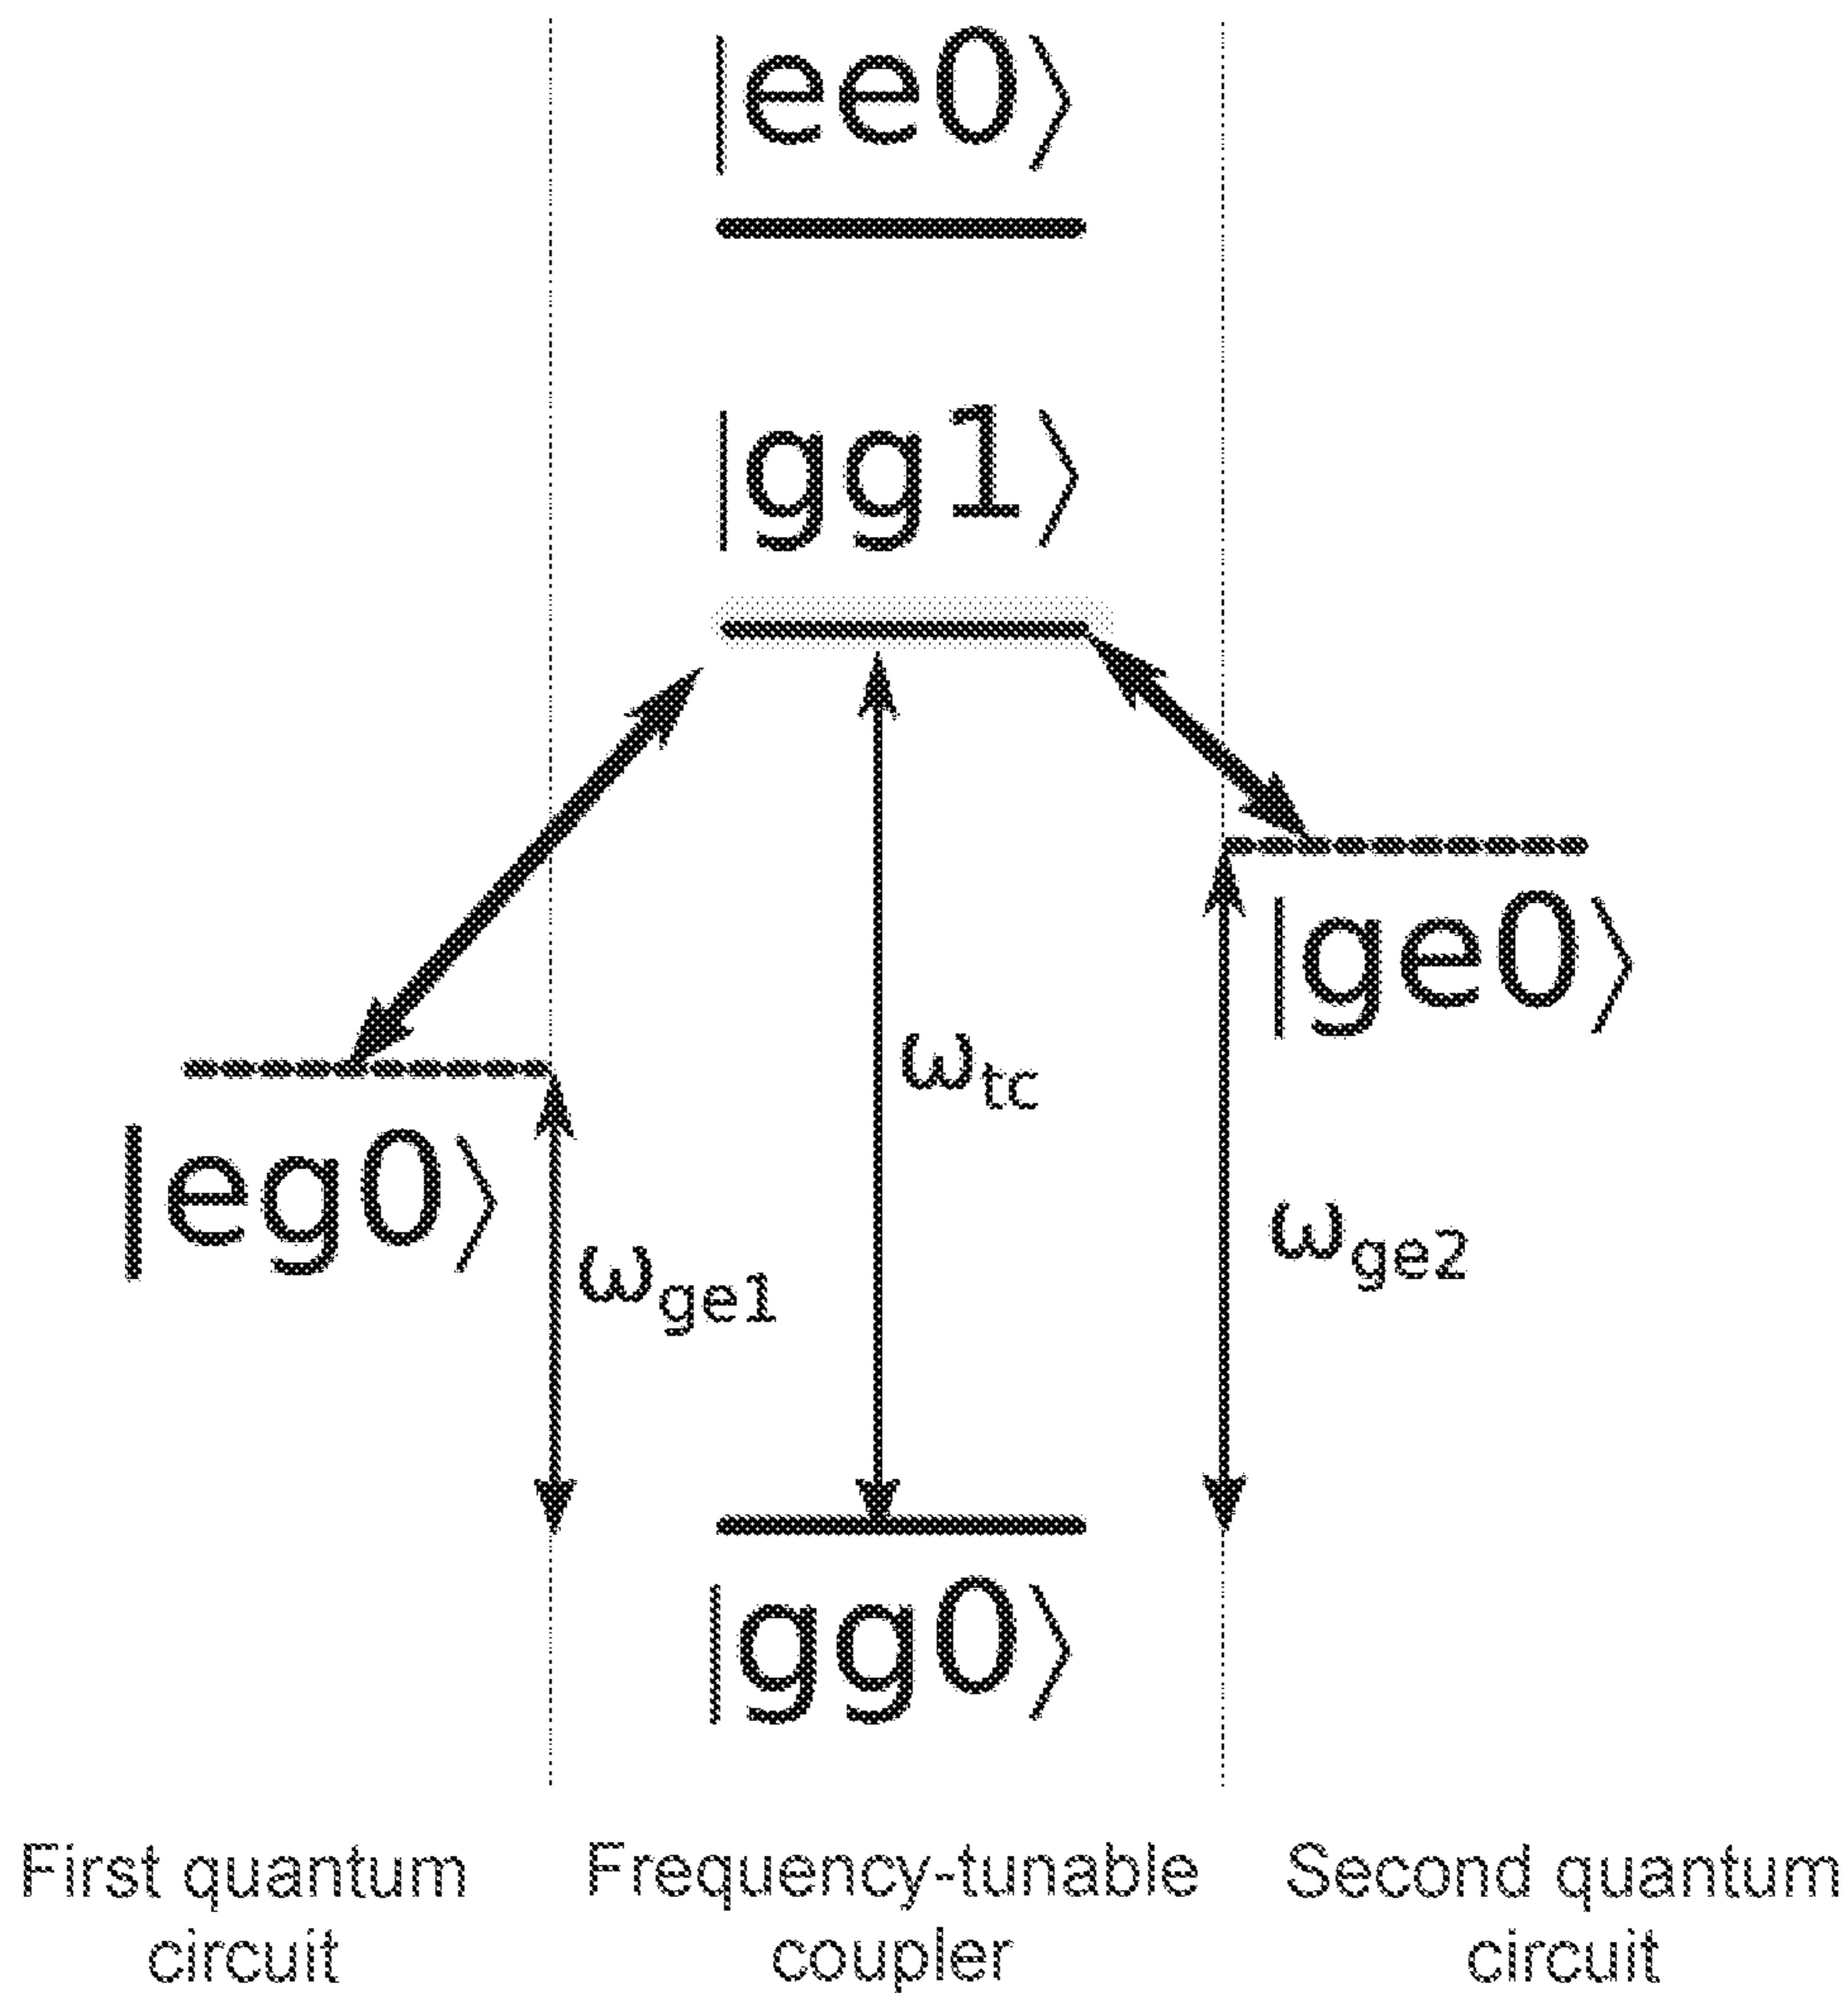 |ee0⟩
|gg1⟩
|ge0⟩
ω_tc
|eg0⟩
ω_ge2
ω_ge1
|gg0⟩
First quantum circuit
Frequency-tunable coupler
Second quantum circuit